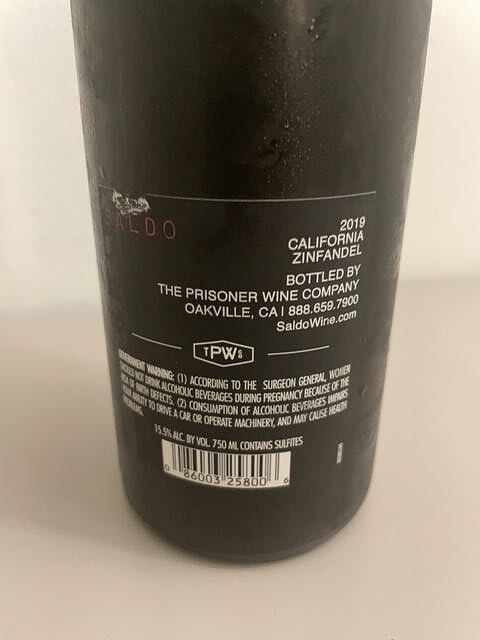 SALDO
2019
CALIFORNIA
ZINFANDEL
BOTTLED BY
THE PRISONER WINE COMPANY
OAKVILLE, CA | 888.659.7900
SaldoWine.com
TPWCo
GOVERNMENT WARNING: (1) ACCORDING TO THE SURGEON GENERAL, WOMEN
SHOULD NOT DRINK ALCOHOLIC BEVERAGES DURING PREGNANCY BECAUSE OF THE
RISK OF BIRTH DEFECTS. (2) CONSUMPTION OF ALCOHOLIC BEVERAGES IMPAIRS
YOUR ABILITY TO DRIVE A CAR OR OPERATE MACHINERY, AND MAY CAUSE HEALTH
PROBLEMS.
15.5% ALC. BY VOL. 750 ML CONTAINS SULFITES
0 86003 25800 6